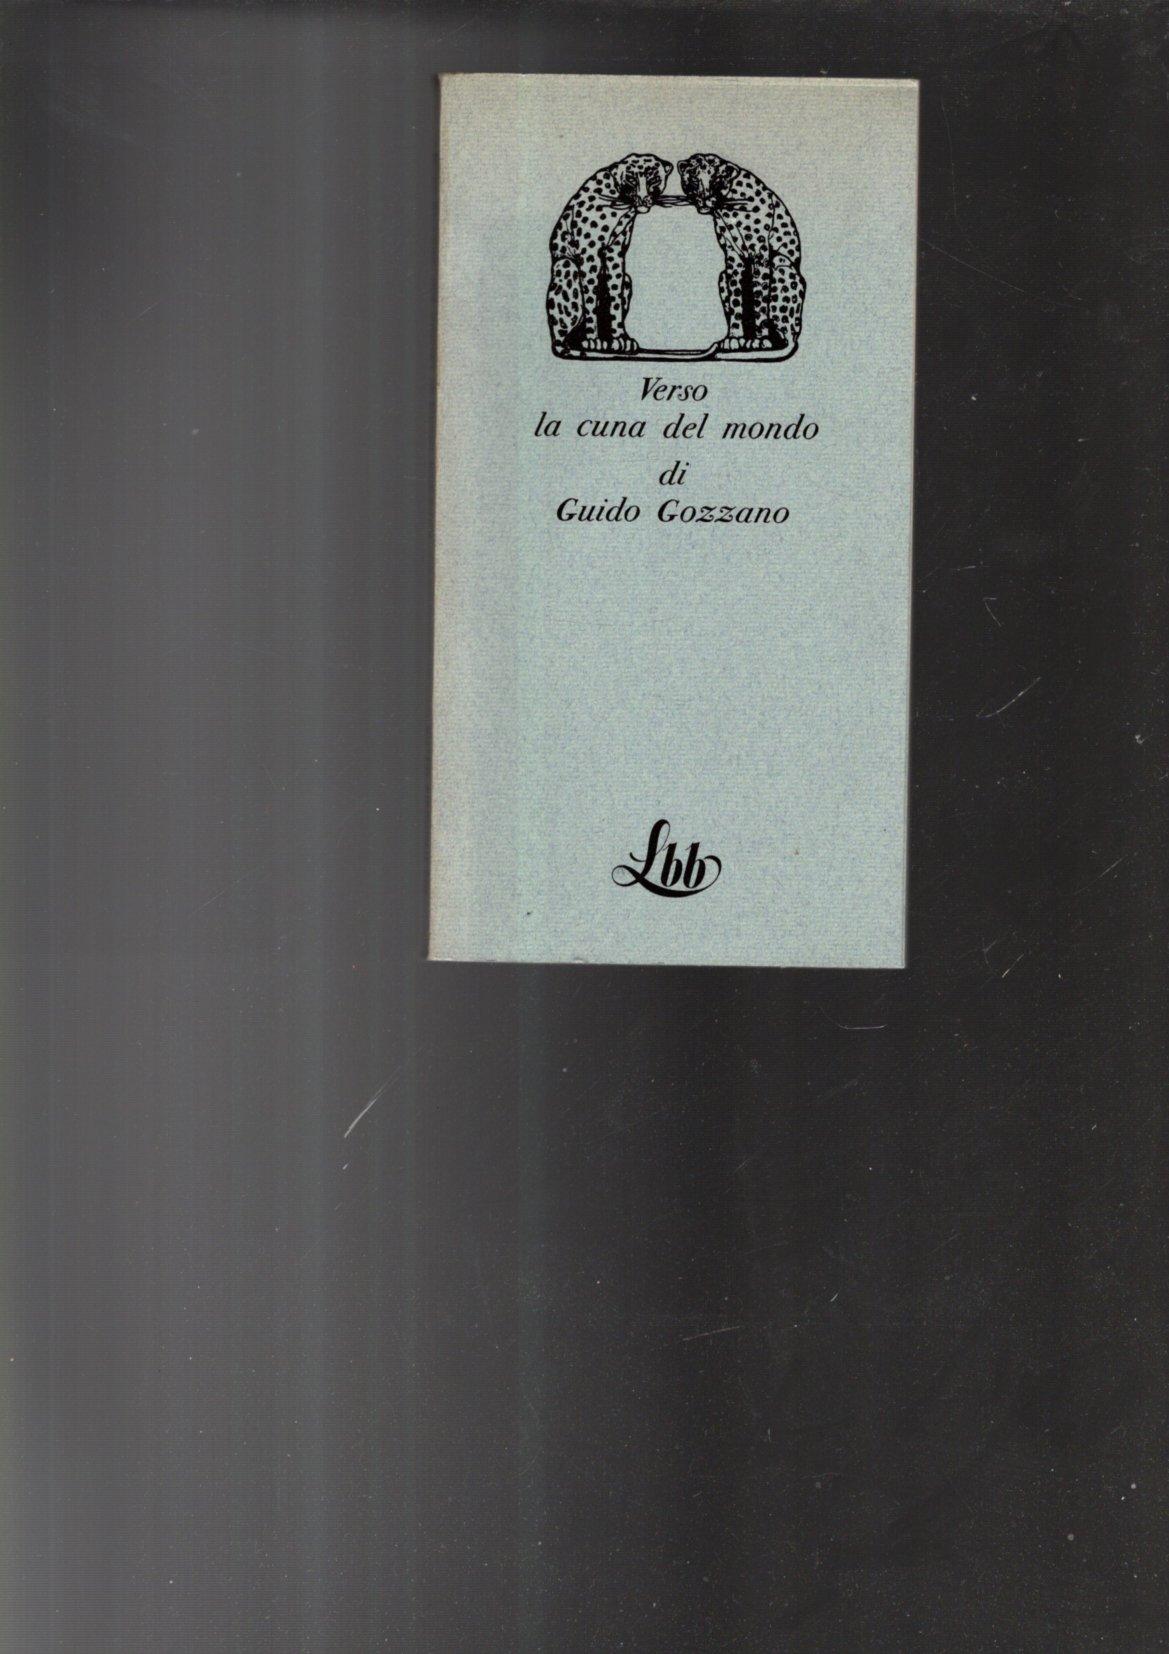 Verso
la cuna del mondo
di
Guido Gozzano
Lbb